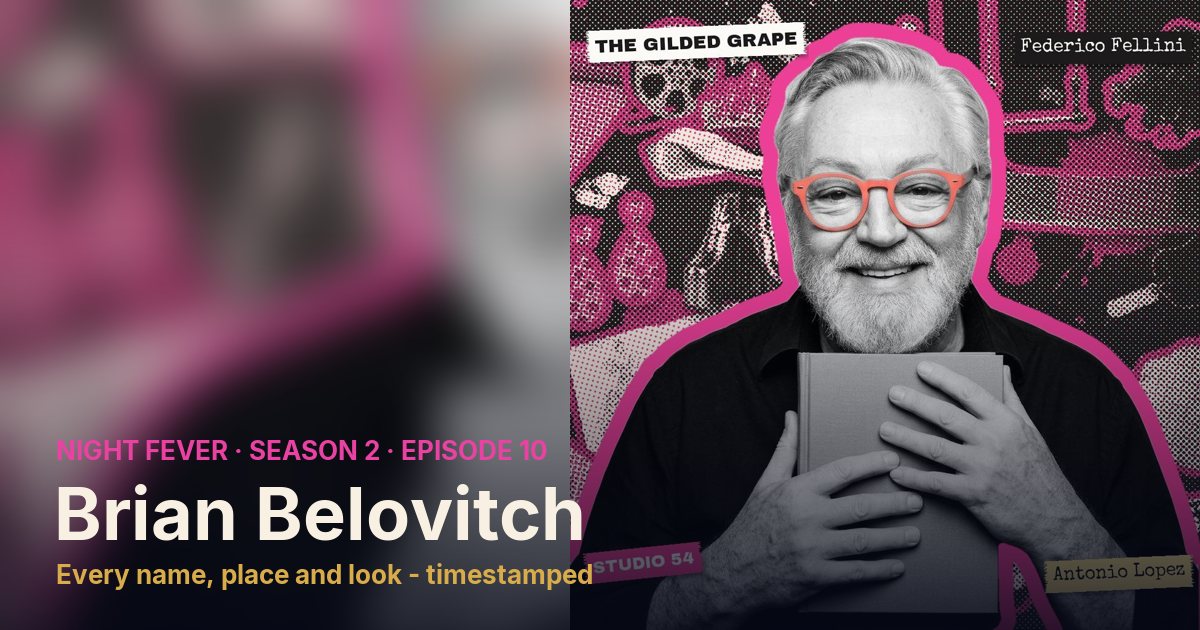 THE GILDED GRAPE
Federico Fellini
NIGHT FEVER · SEASON 2 · EPISODE 10
Brian Belovitch
Every name, place and look - timestamped
STUDIO 54
Antonio Lopez